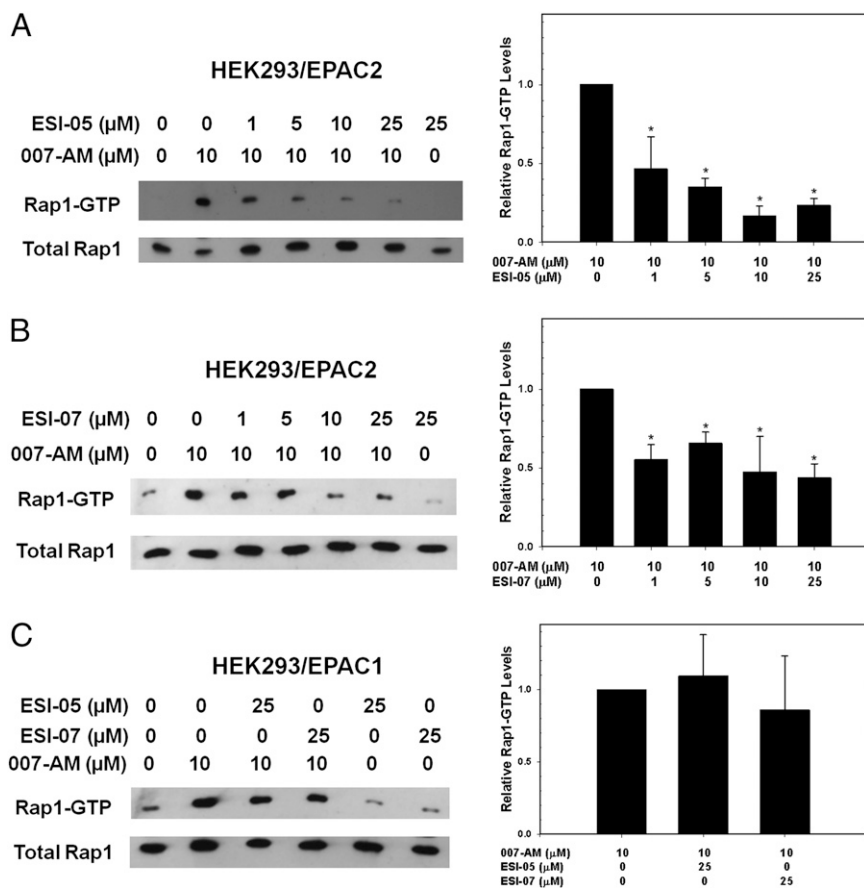 A
HEK293/EPAC2
ESI-05 (µM) 0 0 1 5 10 25 25
007-AM (µM) 0 10 10 10 10 10 0
Rap1-GTP
Total Rap1
Relative Rap1-GTP Levels
1.0
0.5
0.0
* * * *
007-AM (µM) 10 10 10 10 10
ESI-05 (µM) 0 1 5 10 25
B
HEK293/EPAC2
ESI-07 (µM) 0 0 1 5 10 25 25
007-AM (µM) 0 10 10 10 10 10 0
Rap1-GTP
Total Rap1
Relative Rap1-GTP Levels
1.0
0.5
0.0
* * * *
007-AM (µM) 10 10 10 10 10
ESI-07 (µM) 0 1 5 10 25
C
HEK293/EPAC1
ESI-05 (µM) 0 0 25 0 25 0
ESI-07 (µM) 0 0 0 25 0 25
007-AM (µM) 0 10 10 10 0 0
Rap1-GTP
Total Rap1
Relative Rap1-GTP Levels
1.0
0.5
0.0
007-AM (µM) 10 10 10
ESI-05 (µM) 0 25 0
ESI-07 (µM) 0 0 25